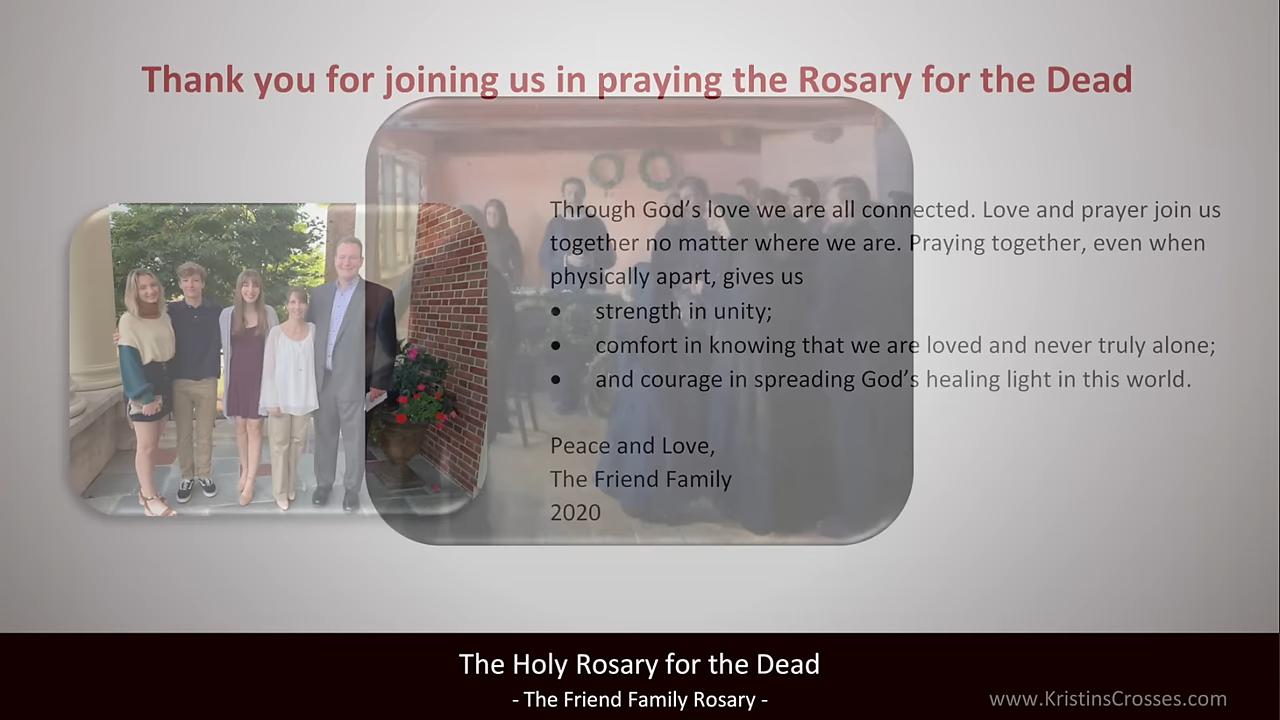 Thank you for joining us in praying the Rosary for the Dead
Through God’s love we are all connected. Love and prayer join us
together no matter where we are. Praying together, even when
physically apart, gives us
• strength in unity;
• comfort in knowing that we are loved and never truly alone;
• and courage in spreading God’s healing light in this world.
Peace and Love,
The Friend Family
2020
The Holy Rosary for the Dead
- The Friend Family Rosary -
www.KristinsCrosses.com